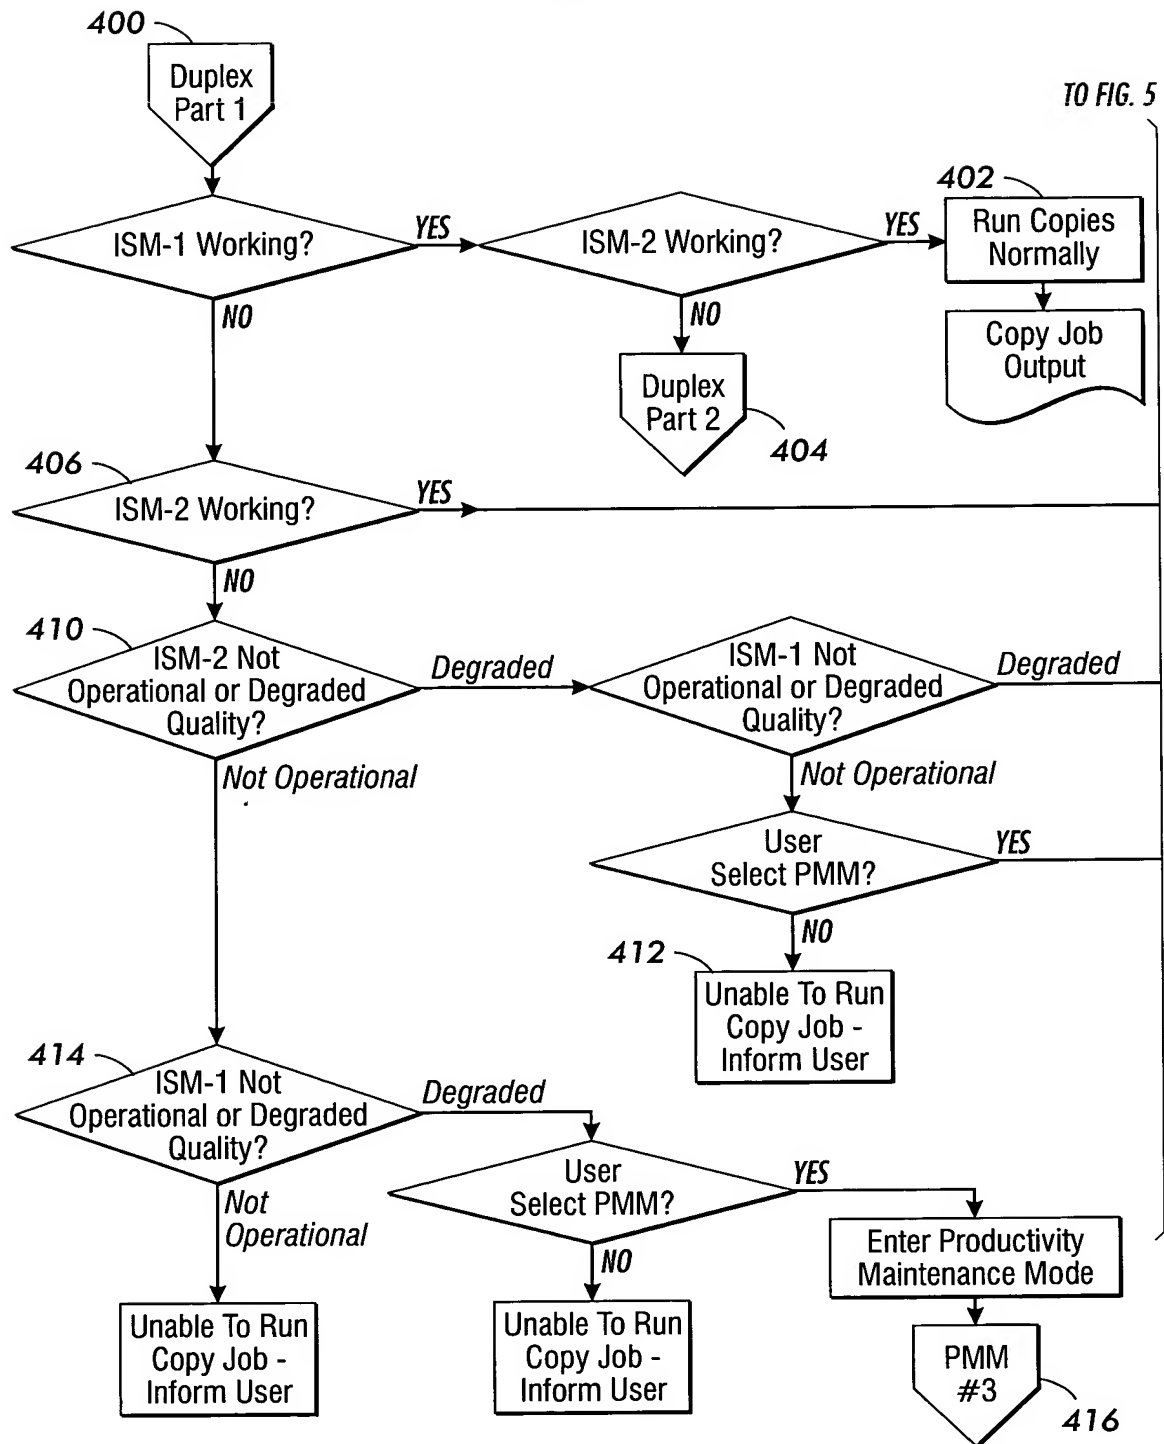 400
Duplex
Part 1
TO FIG. 5
ISM-1 Working?
YES
ISM-2 Working?
YES
402
Run Copies
Normally
NO
NO
Copy Job
Output
Duplex
Part 2
404
406
ISM-2 Working?
YES
NO
410
ISM-2 Not
Operational or Degraded
Quality?
Degraded
ISM-1 Not
Operational or Degraded
Quality?
Degraded
Not Operational
Not Operational
User
Select PMM?
YES
NO
412
Unable To Run
Copy Job -
Inform User
414
ISM-1 Not
Operational or Degraded
Quality?
Degraded
User
Select PMM?
YES
Not
Operational
NO
Enter Productivity
Maintenance Mode
Unable To Run
Copy Job -
Inform User
Unable To Run
Copy Job -
Inform User
PMM
#3
416